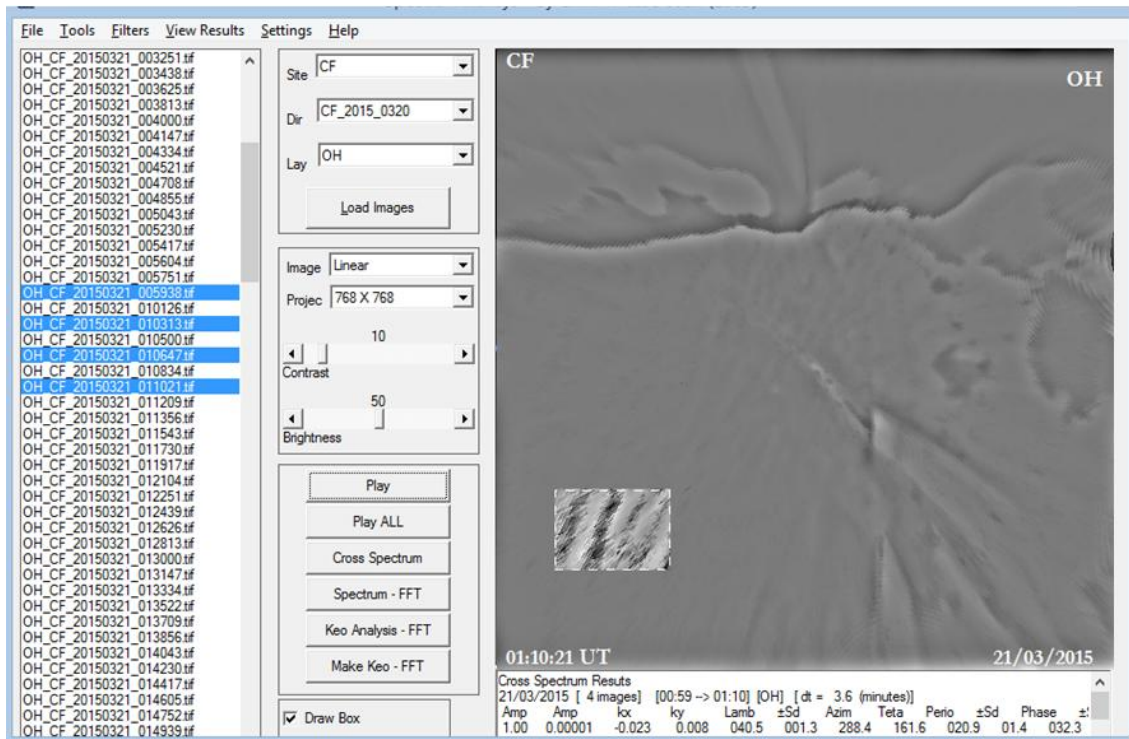 File Tools Filters View Results Settings Help
OH_CF_20150321_003251.tif
OH_CF_20150321_003438.tif
OH_CF_20150321_003625.tif
OH_CF_20150321_003813.tif
OH_CF_20150321_004000.tif
OH_CF_20150321_004147.tif
OH_CF_20150321_004334.tif
OH_CF_20150321_004521.tif
OH_CF_20150321_004708.tif
OH_CF_20150321_004855.tif
OH_CF_20150321_005043.tif
OH_CF_20150321_005230.tif
OH_CF_20150321_005417.tif
OH_CF_20150321_005604.tif
OH_CF_20150321_005751.tif
OH_CF_20150321_005938.tif
OH_CF_20150321_010126.tif
OH_CF_20150321_010313.tif
OH_CF_20150321_010500.tif
OH_CF_20150321_010647.tif
OH_CF_20150321_010834.tif
OH_CF_20150321_011021.tif
OH_CF_20150321_011209.tif
OH_CF_20150321_011356.tif
OH_CF_20150321_011543.tif
OH_CF_20150321_011730.tif
OH_CF_20150321_011917.tif
OH_CF_20150321_012104.tif
OH_CF_20150321_012251.tif
OH_CF_20150321_012439.tif
OH_CF_20150321_012626.tif
OH_CF_20150321_012813.tif
OH_CF_20150321_013000.tif
OH_CF_20150321_013147.tif
OH_CF_20150321_013334.tif
OH_CF_20150321_013522.tif
OH_CF_20150321_013709.tif
OH_CF_20150321_013856.tif
OH_CF_20150321_014043.tif
OH_CF_20150321_014230.tif
OH_CF_20150321_014417.tif
OH_CF_20150321_014605.tif
OH_CF_20150321_014752.tif
OH_CF_20150321_014939.tif
Site CF
Dir CF_2015_0320
Lay OH
Load Images
Image Linear
Projec 768 X 768
10
Contrast
50
Brightness
Play
Play ALL
Cross Spectrum
Spectrum - FFT
Keo Analysis - FFT
Make Keo - FFT
Draw Box
CF
OH
01:10:21 UT 21/03/2015
Cross Spectrum Resuts
21/03/2015 [ 4 images] [00:59 --> 01:10] [OH] [ dt = 3.6 (minutes)]
Amp Amp kx ky Lamb ±Sd Azim Teta Perio ±Sd Phase
1.00 0.00001 -0.023 0.008 040.5 001.3 288.4 161.6 020.9 01.4 032.3